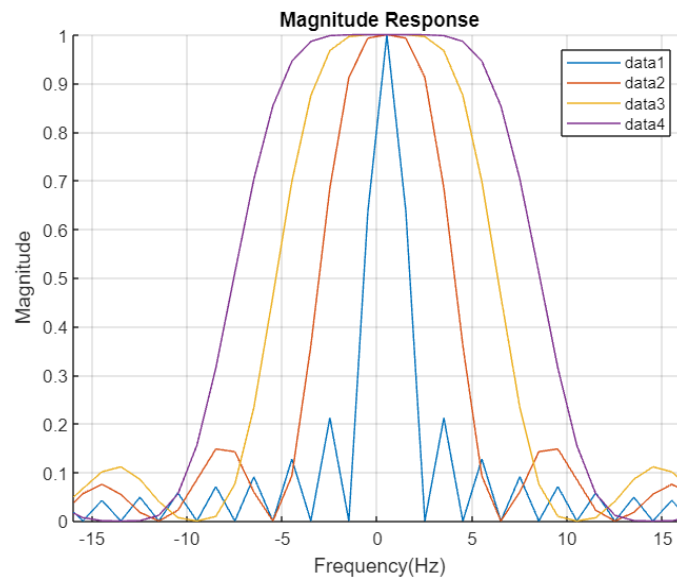 Magnitude Response
1
0.9
0.8
0.7
0.6
0.5
0.4
0.3
0.2
0.1
0
Magnitude
data1
data2
data3
data4
-15 -10 -5 0 5 10 15
Frequency(Hz)